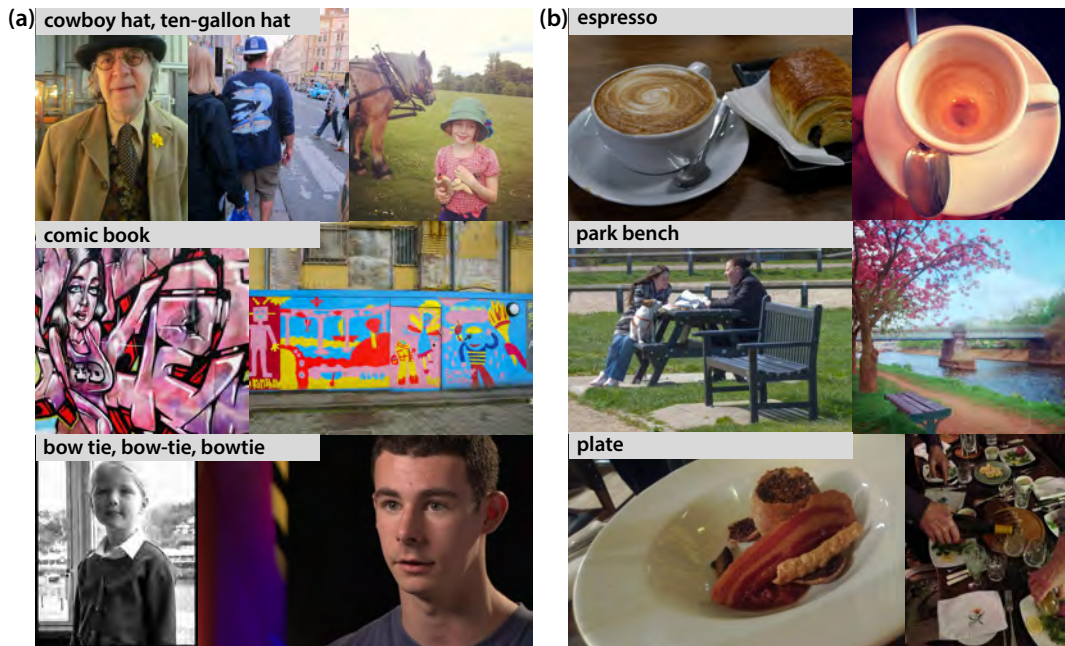 (a)
cowboy hat, ten-gallon hat
comic book
bow tie, bow-tie, bowtie
(b)
espresso
park bench
plate